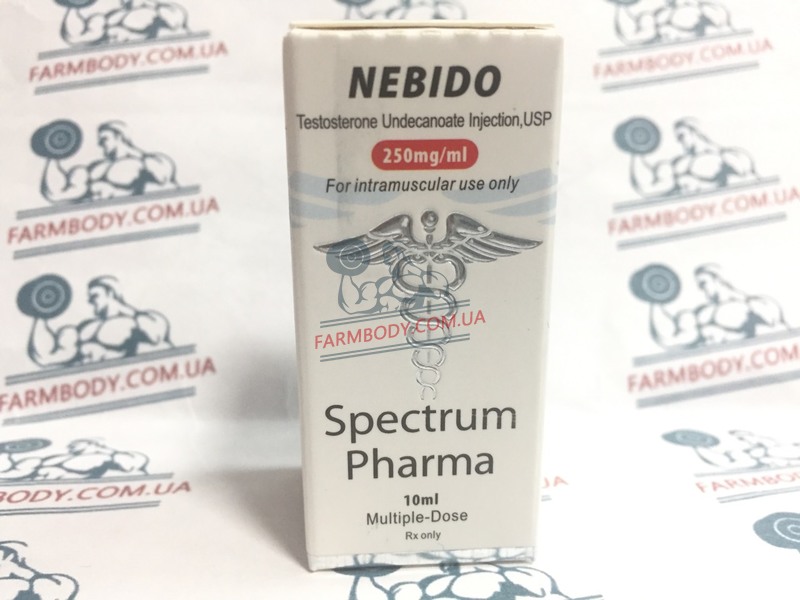 FARMBODY.COM.UA
FARMBODY.COM.UA
FARMBODY.COM.UA
FARMBODY.COM.UA
FARMBODY.COM.UA
FARMBODY.COM.UA
NEBIDO
Testosterone Undecanoate Injection,USP
250mg/ml
For intramuscular use only
FARMBODY.COM.UA
Spectrum
Pharma
10ml
Multiple-Dose
Rx only